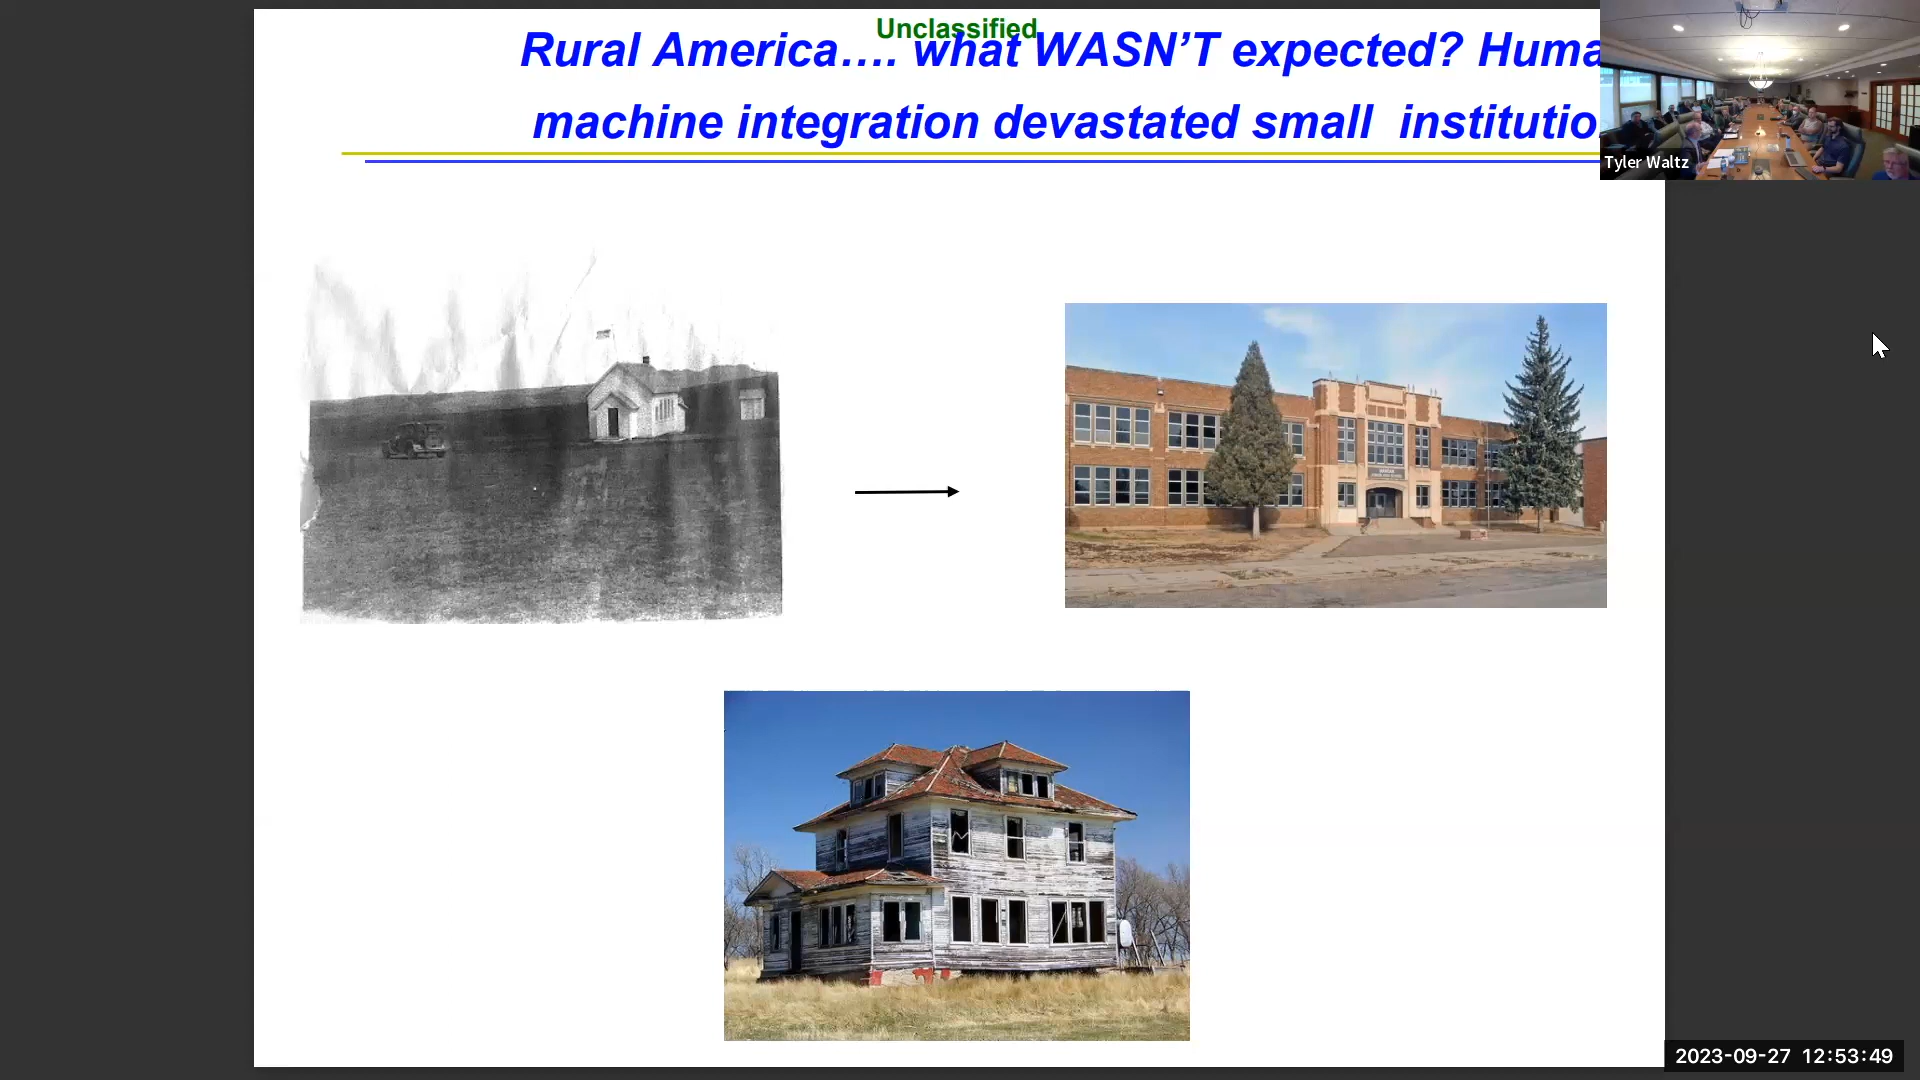 Unclassified
Rural America…. what WASN’T expected? Huma
machine integration devastated small  institutio
Tyler Waltz
2023-09-27 12:53:49